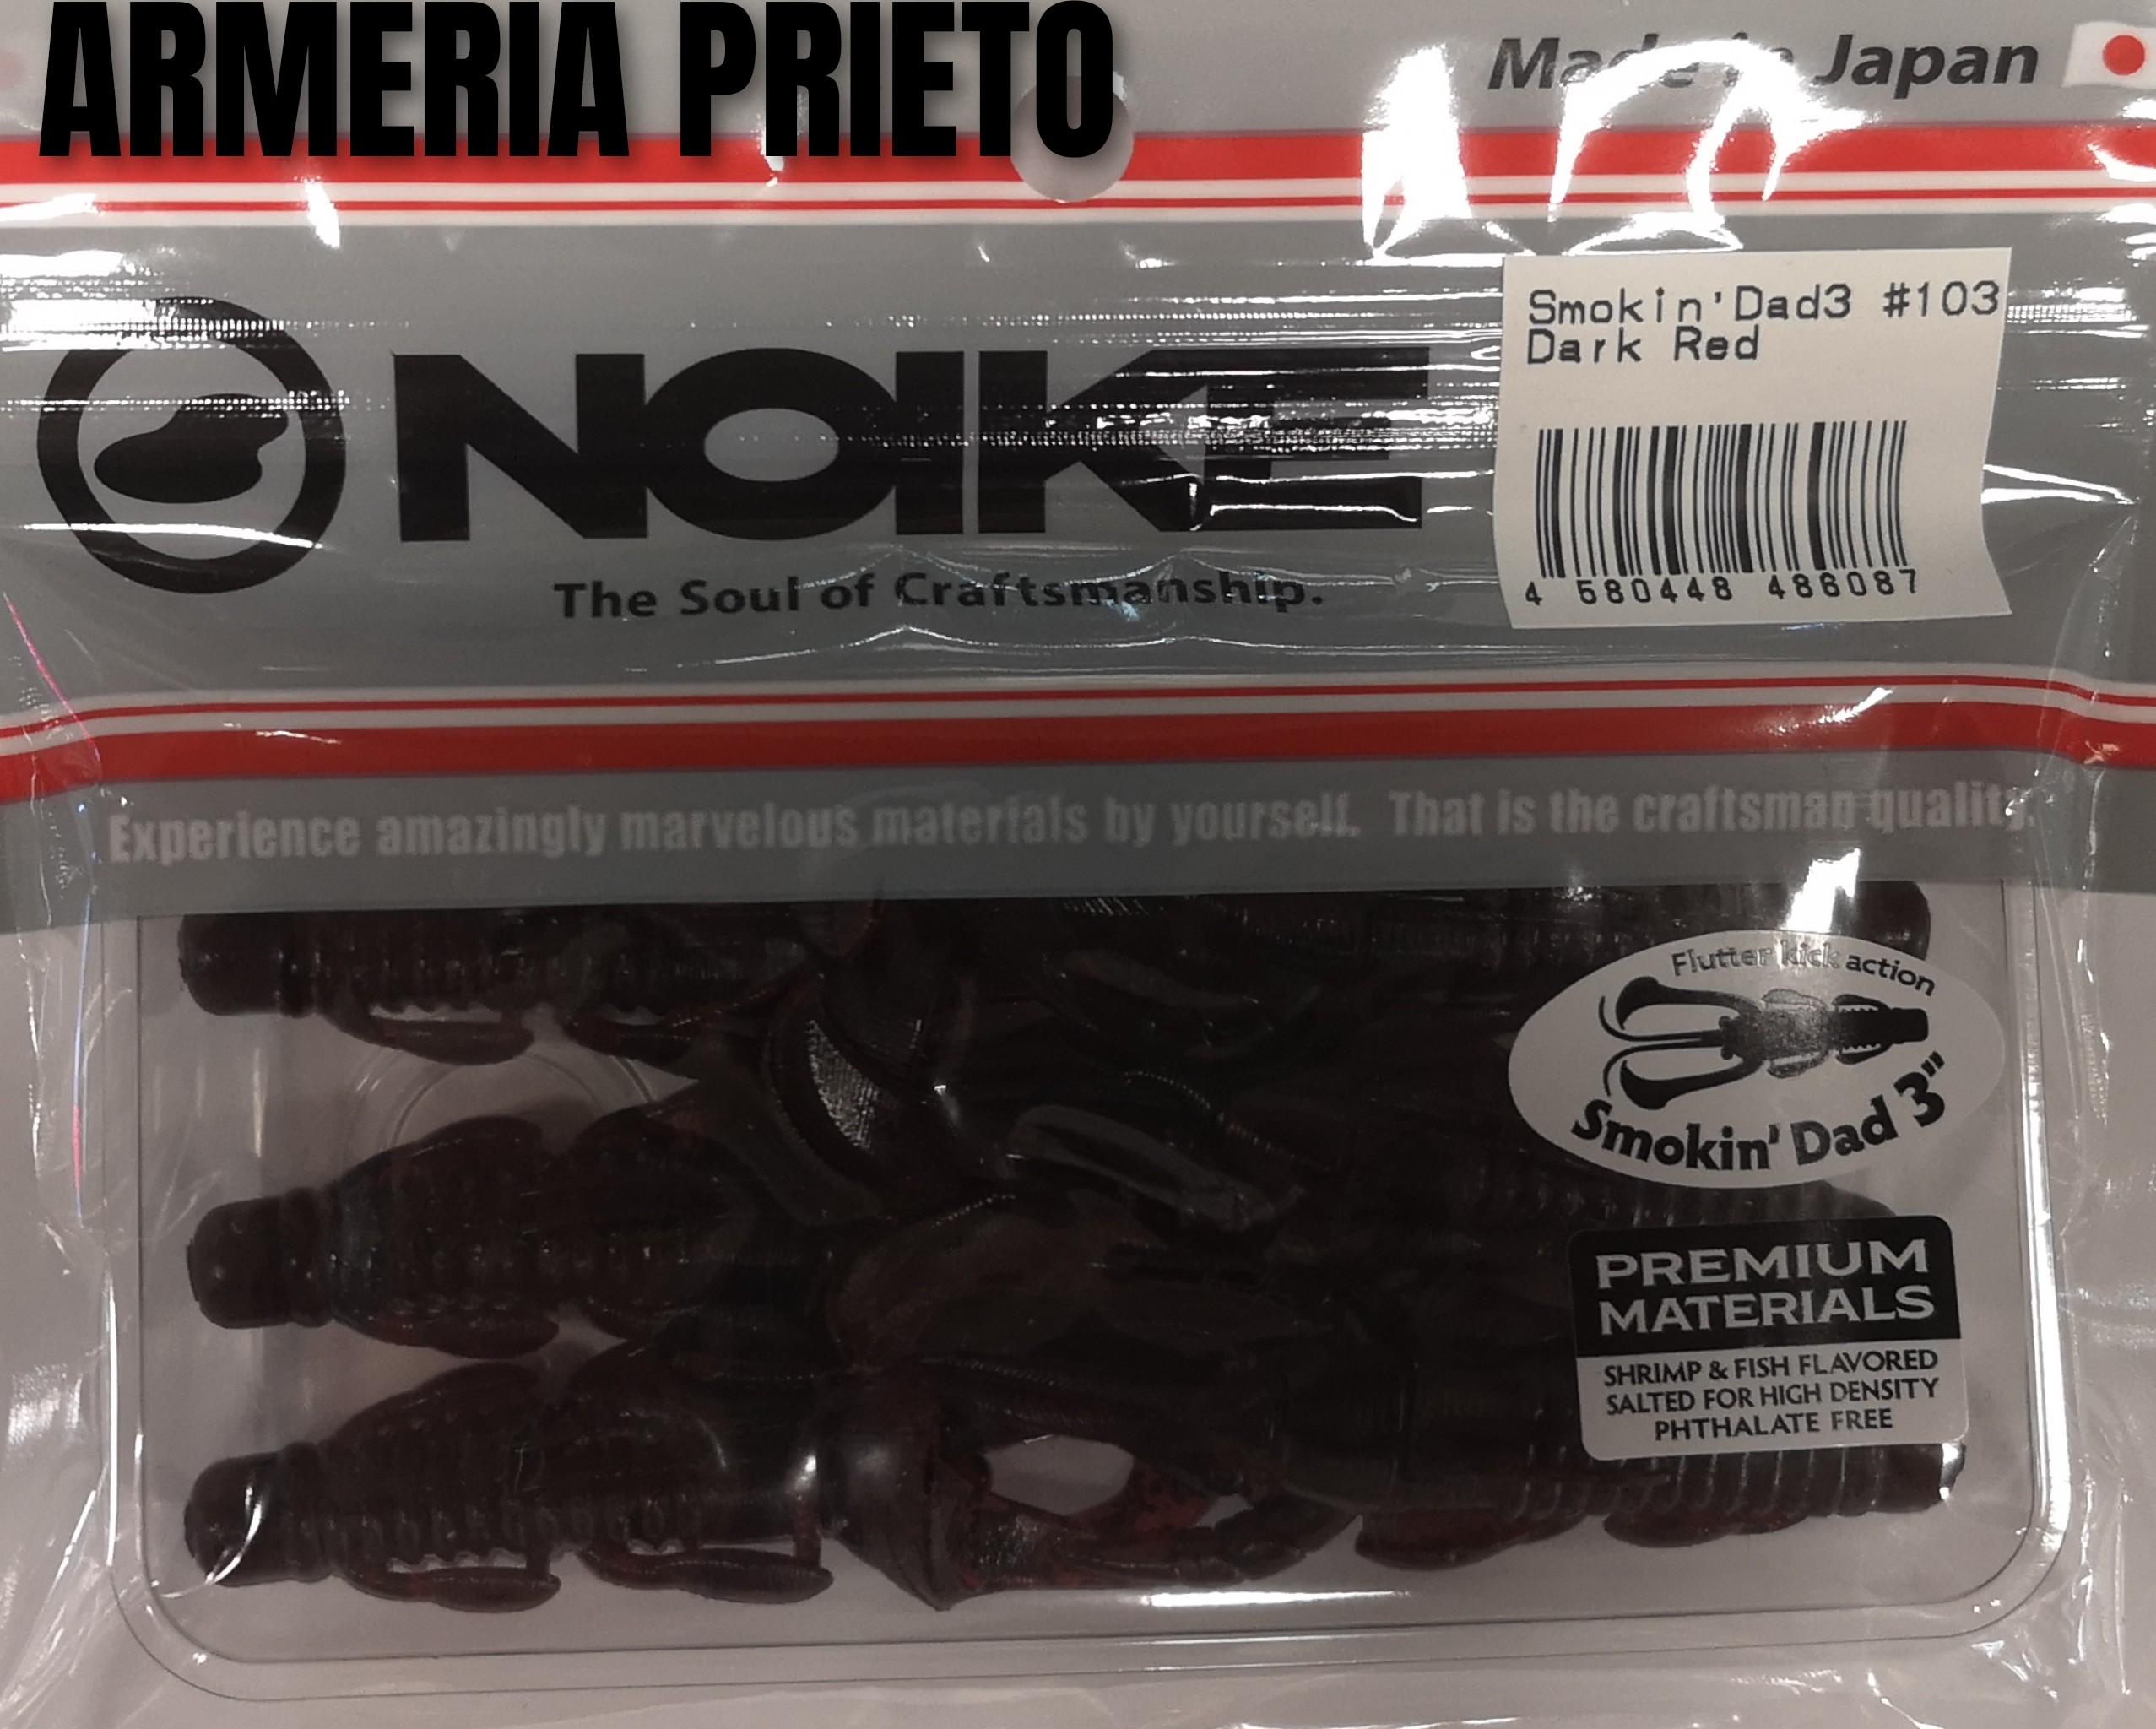 ARMERIA PRIETO
Made in Japan
NOIKE
The Soul of Craftsmanship.
Smokin'Dad3 #103
Dark Red
4 580448 486087
Experience amazingly marvelous materials by yourself. That is the craftsman quality.
Flutter kick action
Smokin' Dad 3"
PREMIUM
MATERIALS
SHRIMP & FISH FLAVORED
SALTED FOR HIGH DENSITY
PHTHALATE FREE